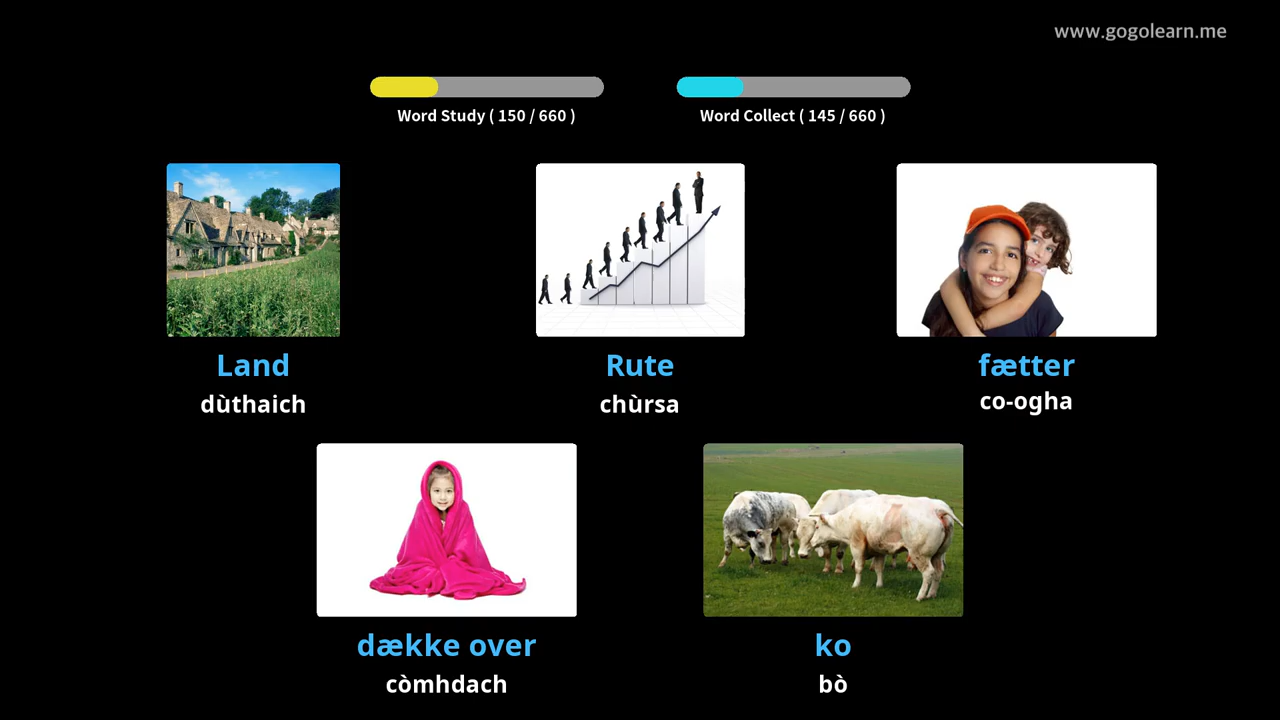 www.gogolearn.me
Word Study ( 150 / 660 )
Word Collect ( 145 / 660 )
Land
Rute
fætter
dùthaich
chùrsa
co-ogha
dække over
ko
còmhdach
bò